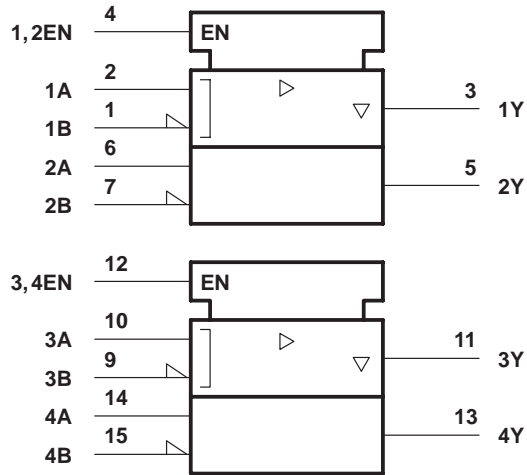 1,2EN 4 EN
1A 2
3 1Y
1B 1
2A 6
5 2Y
2B 7
3,4EN 12 EN
3A 10
11 3Y
3B 9
4A 14
13 4Y
4B 15